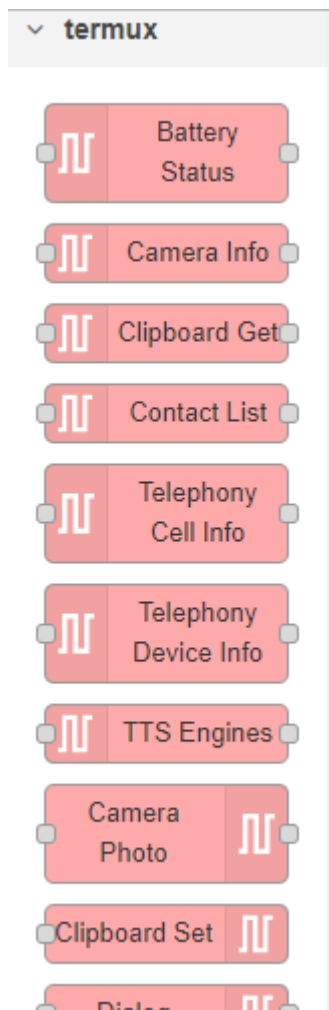 termux
Battery
Status
Camera Info
Clipboard Get
Contact List
Telephony
Cell Info
Telephony
Device Info
TTS Engines
Camera
Photo
Clipboard Set
Dialog